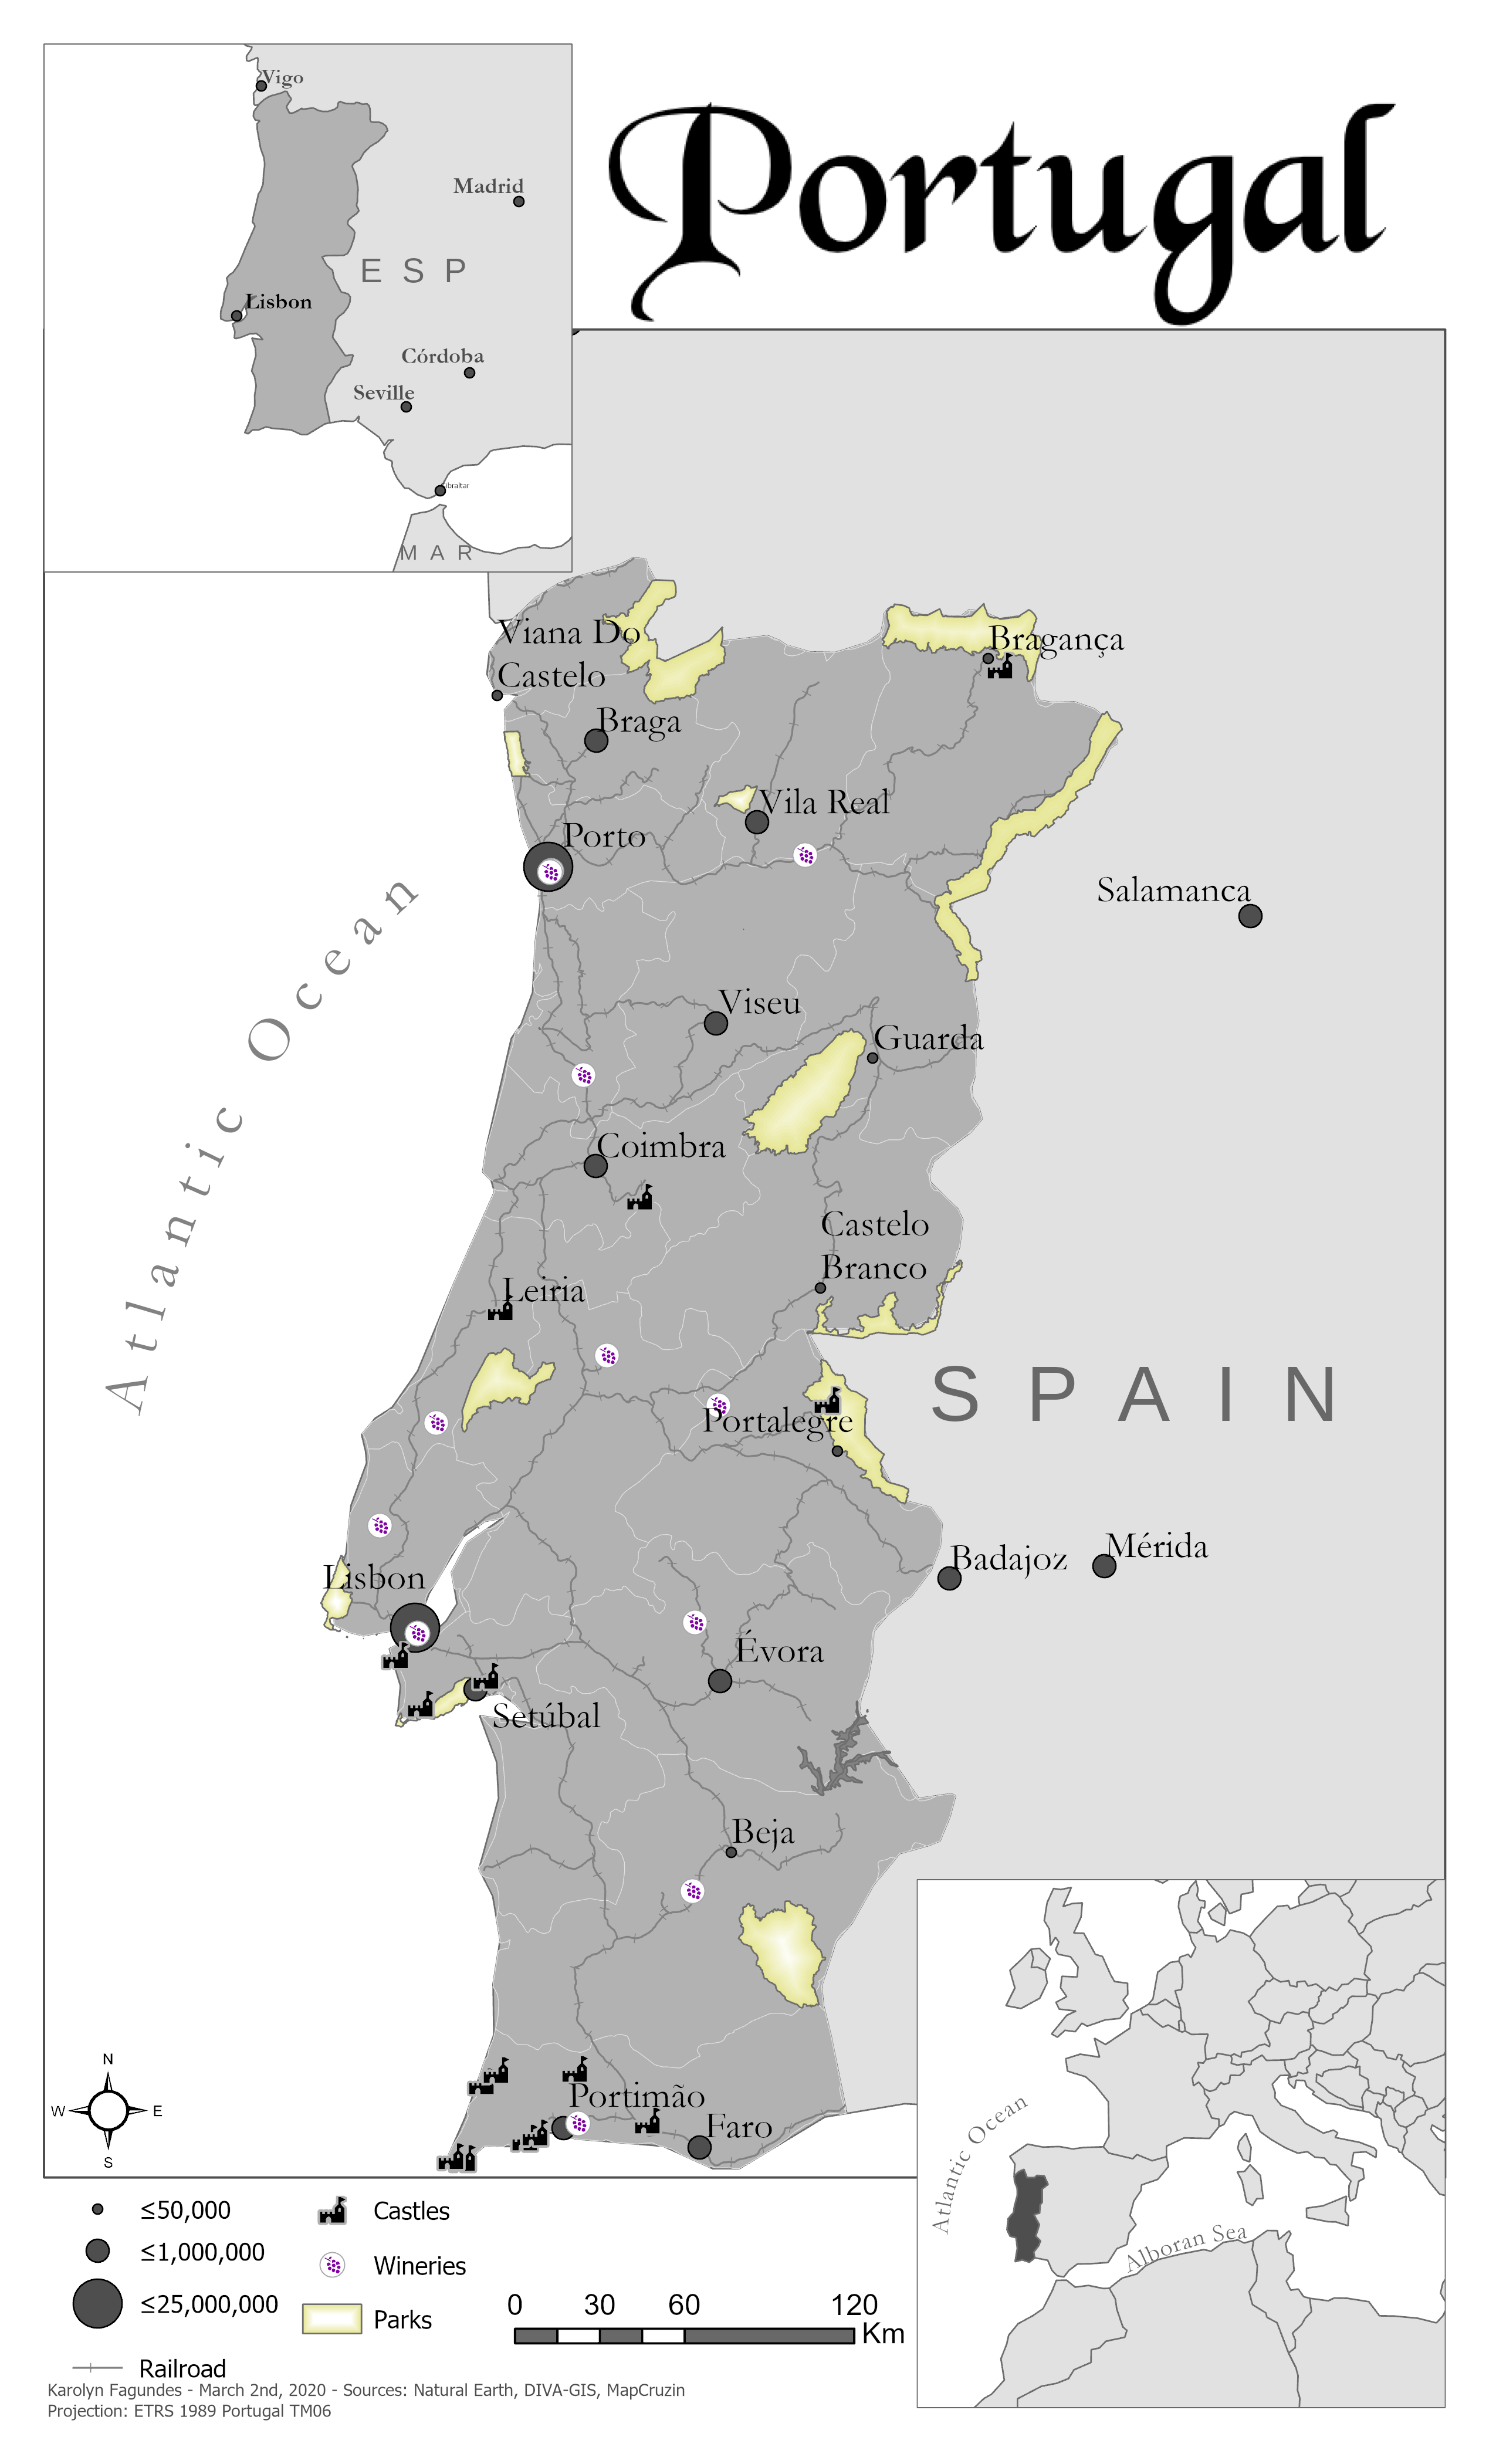 Portugal
Vigo
Madrid
ESP
Lisbon
Córdoba
Seville
Gibraltar
MAR
Viana Do
Castelo
Bragança
Braga
Vila Real
Porto
Salamanca
Atlantic Ocean
Viseu
Guarda
Coimbra
Castelo
Branco
Leiria
SPAIN
Portalegre
Lisbon
Badajoz
Mérida
Évora
Setúbal
Beja
Portimão
Faro
N
W
E
S
Atlantic Ocean
Alboran Sea
≤50,000
≤1,000,000
≤25,000,000
Railroad
Castles
Wineries
Parks
0 30 60 120
Km
Karolyn Fagundes - March 2nd, 2020 - Sources: Natural Earth, DIVA-GIS, MapCruzin
Projection: ETRS 1989 Portugal TM06